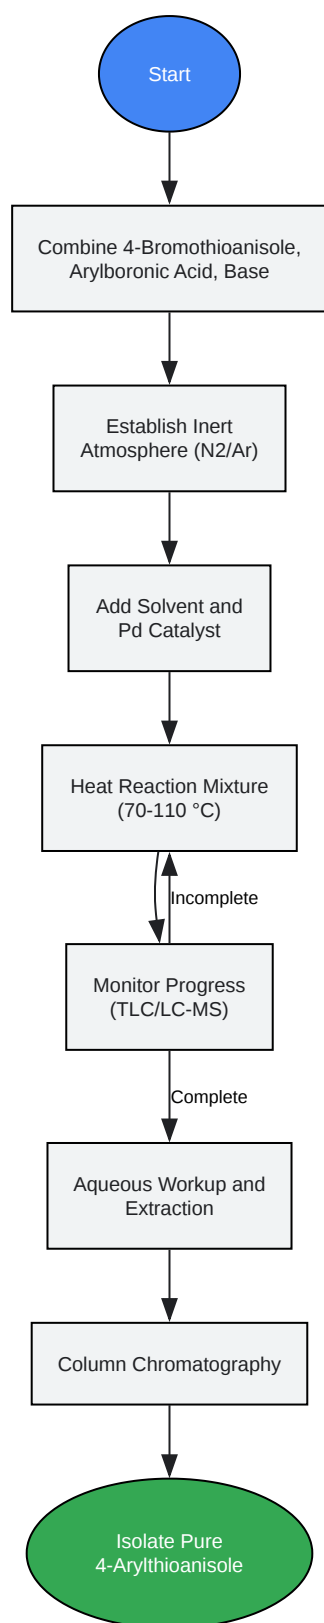 Start
Combine 4-Bromothioanisole,
Arylboronic Acid, Base
Establish Inert
Atmosphere (N2/Ar)
Add Solvent and
Pd Catalyst
Heat Reaction Mixture
(70-110 °C)
Incomplete
Monitor Progress
(TLC/LC-MS)
Complete
Aqueous Workup and
Extraction
Column Chromatography
Isolate Pure
4-Arylthioanisole